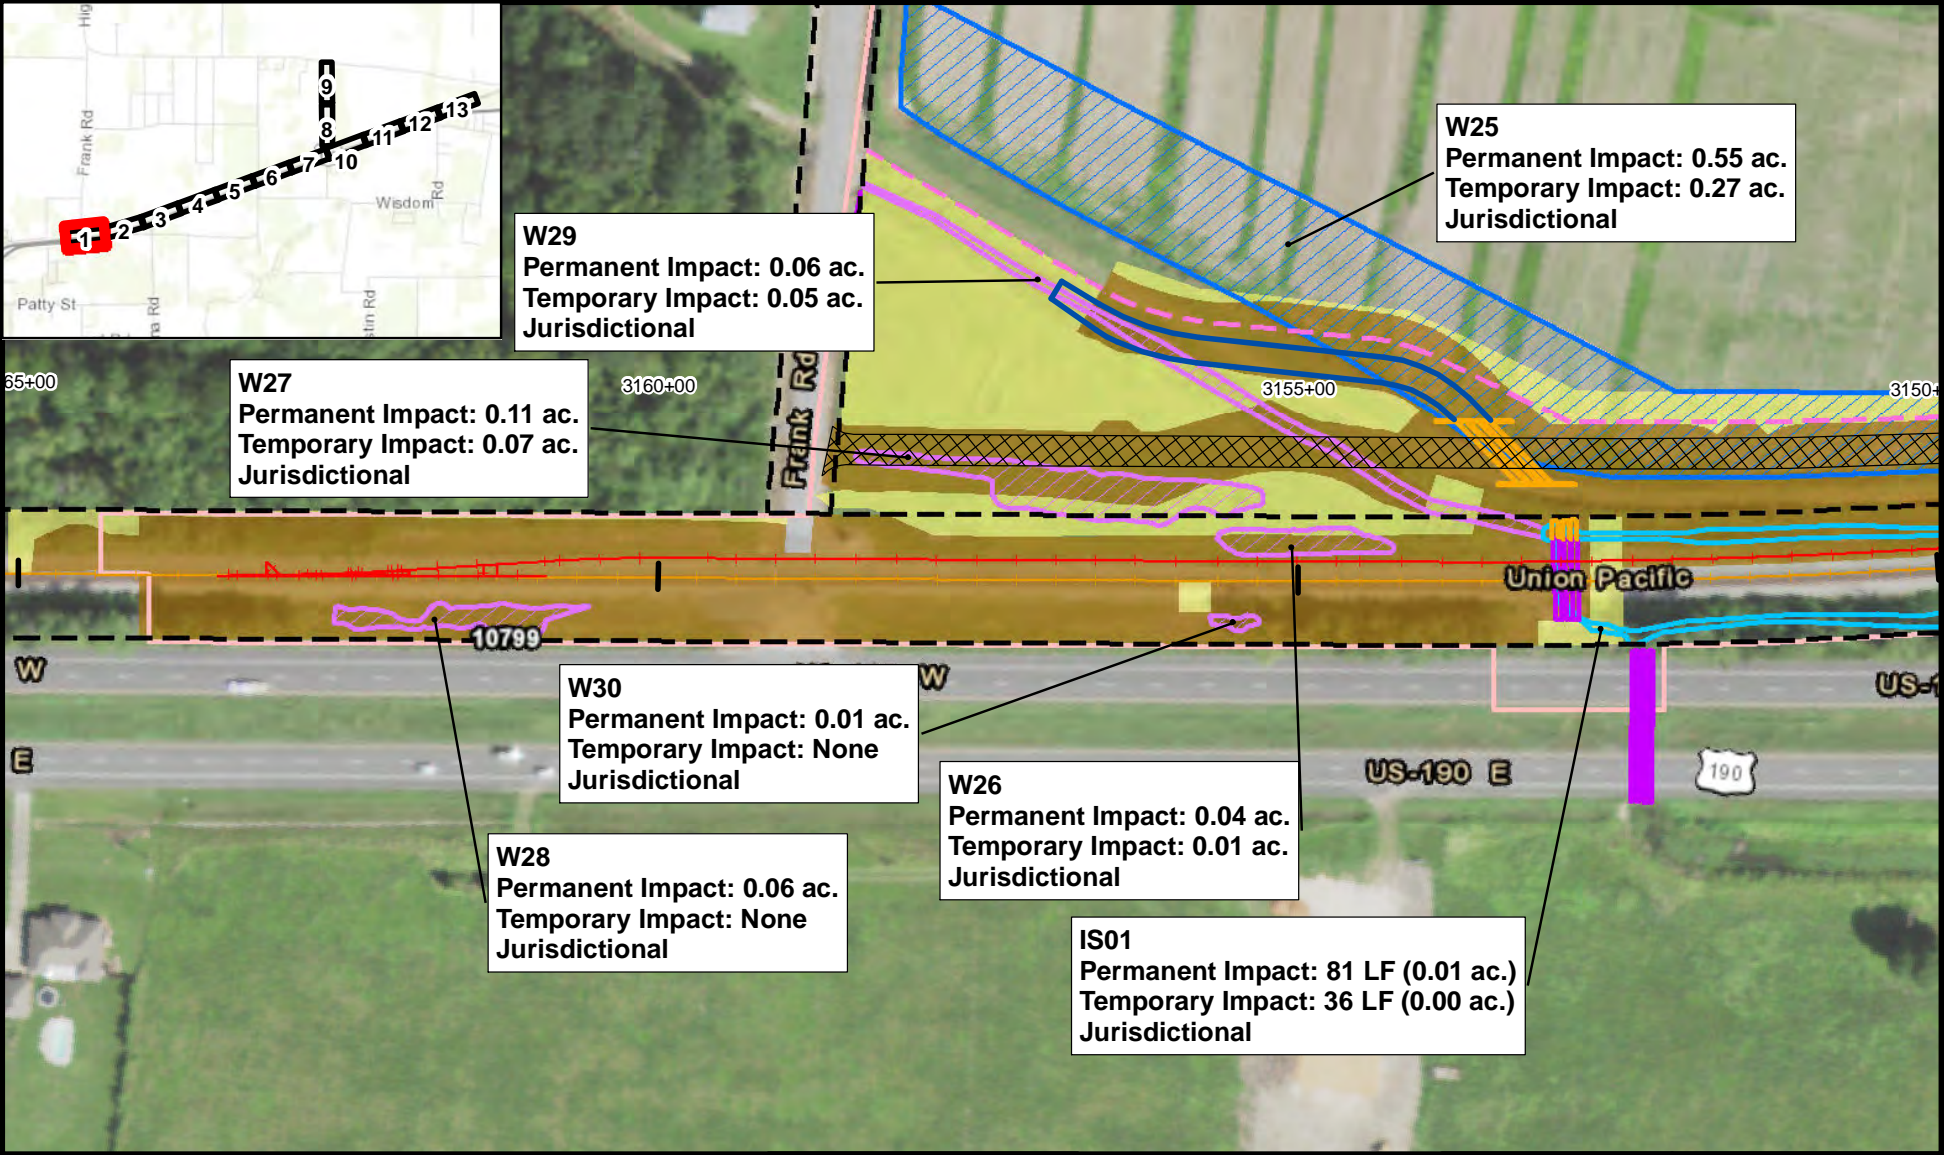 Frank Rd
9
8
13
12
11
10
7
6
5
4
3
2
1
Wisdom Rd
Patty St
W25
Permanent Impact: 0.55 ac.
Temporary Impact: 0.27 ac.
Jurisdictional
W29
Permanent Impact: 0.06 ac.
Temporary Impact: 0.05 ac.
Jurisdictional
W27
Permanent Impact: 0.11 ac.
Temporary Impact: 0.07 ac.
Jurisdictional
65+00
3160+00
3155+00
3150+
Frank Rd
Union Pacific
10799
W
W
US-1
E
US-190 E
190
W30
Permanent Impact: 0.01 ac.
Temporary Impact: None
Jurisdictional
W26
Permanent Impact: 0.04 ac.
Temporary Impact: 0.01 ac.
Jurisdictional
W28
Permanent Impact: 0.06 ac.
Temporary Impact: None
Jurisdictional
IS01
Permanent Impact: 81 LF (0.01 ac.)
Temporary Impact: 36 LF (0.00 ac.)
Jurisdictional